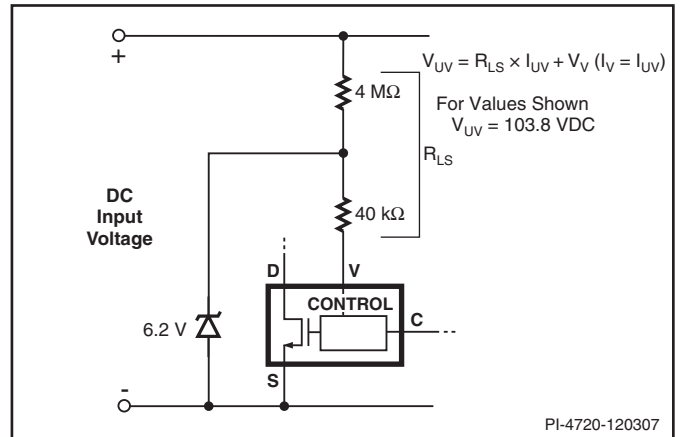 +
V_UV = R_LS × I_UV + V_V (I_V = I_UV)
4 MΩ
For Values Shown
V_UV = 103.8 VDC
R_LS
DC
Input
Voltage
40 kΩ
D
V
CONTROL
C
6.2 V
S
-
PI-4720-120307